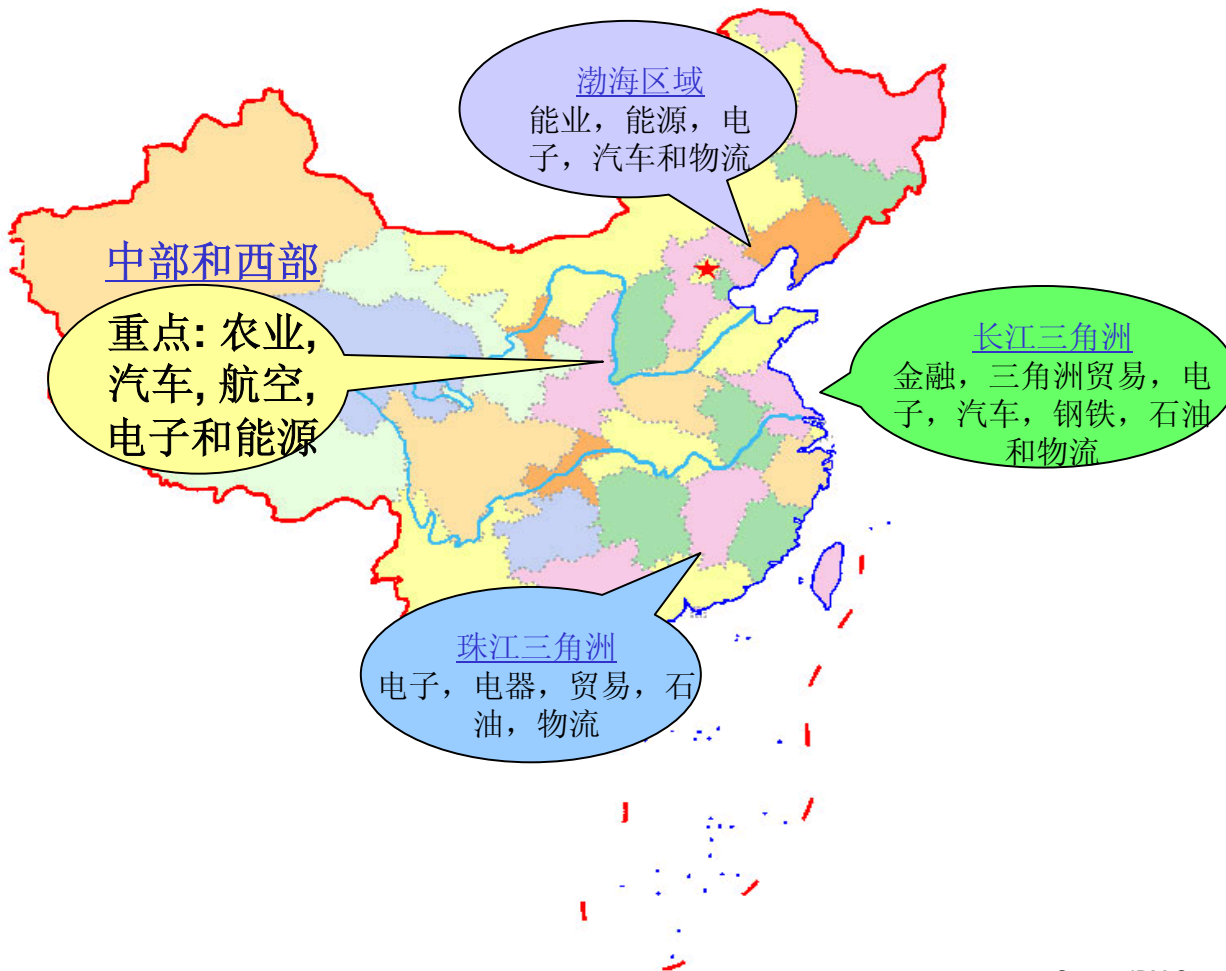 渤海区域
能业，能源，电
子，汽车和物流
中部和西部
重点: 农业,
汽车, 航空,
电子和能源
长江三角洲
金融，三角洲贸易，电
子，汽车，钢铁，石油
和物流
珠江三角洲
电子，电器，贸易，石
油，物流